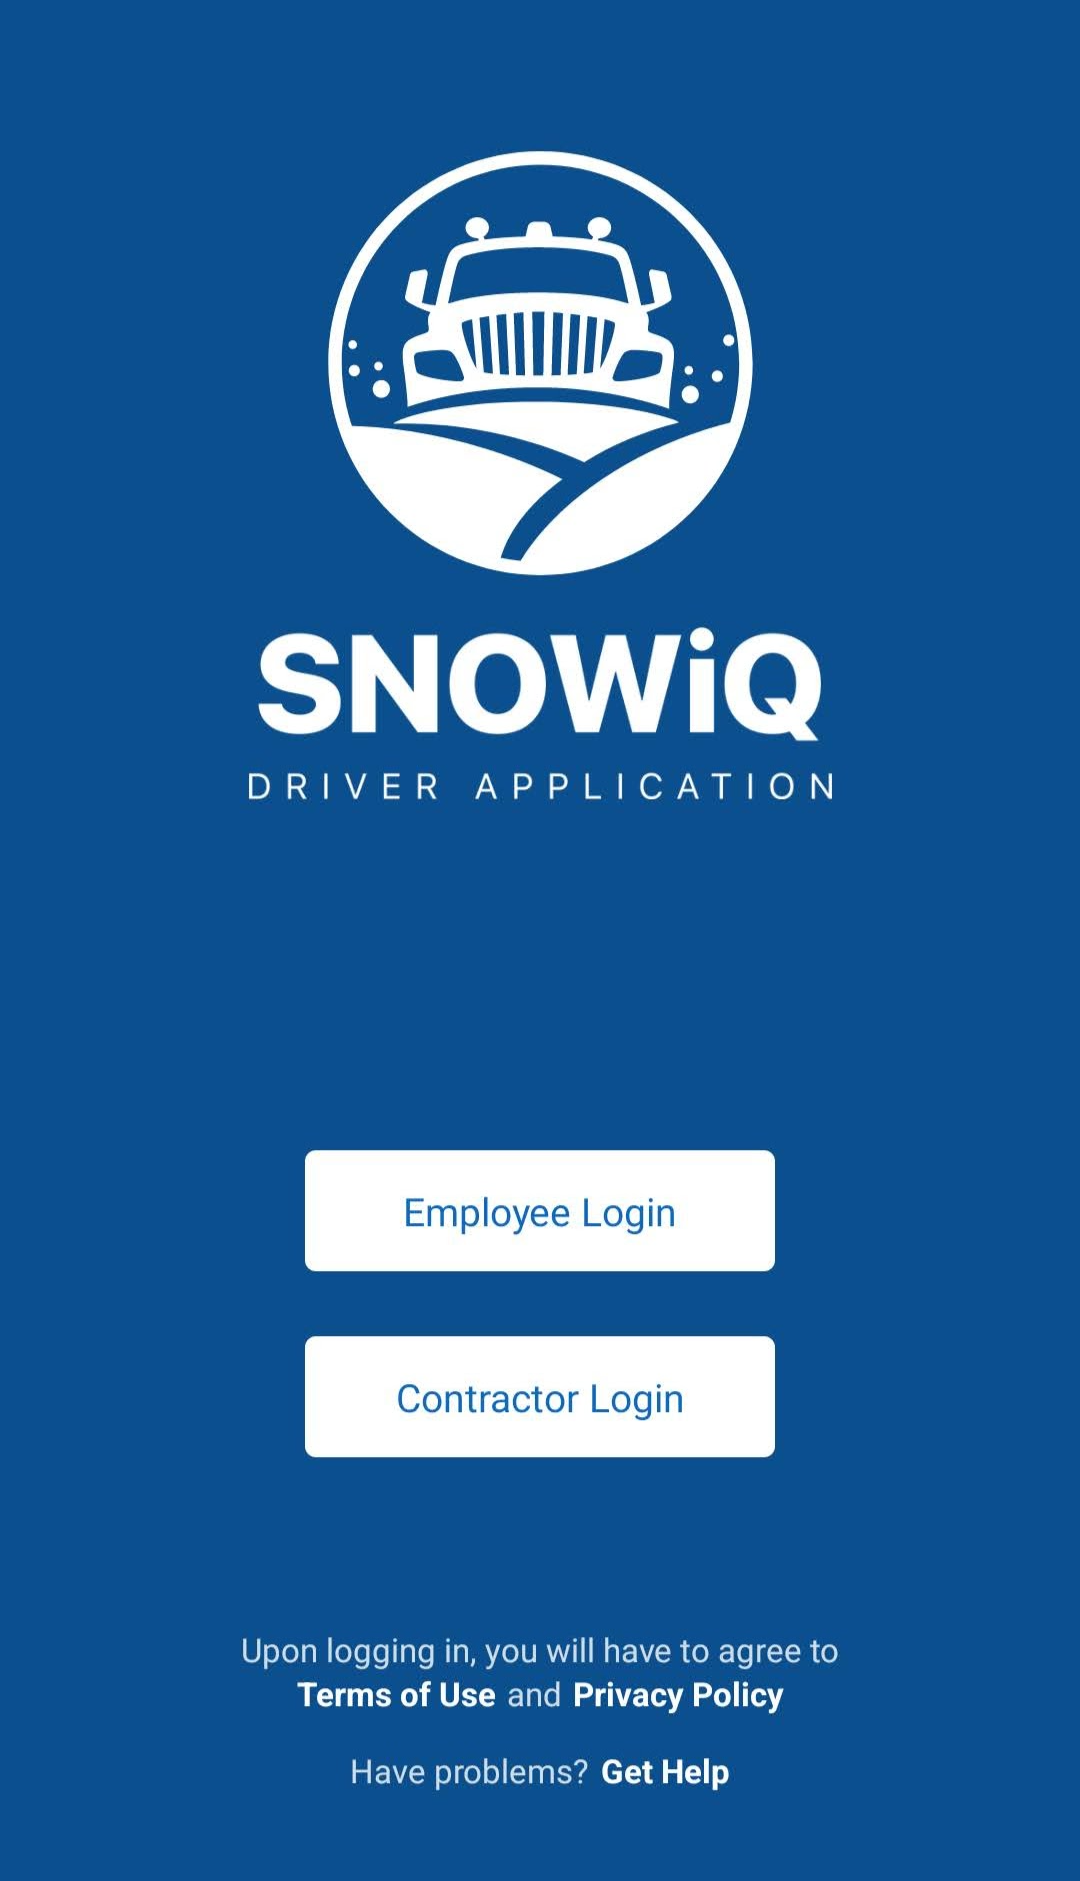 SNOWiQ
DRIVER APPLICATION
Employee Login
Contractor Login
Upon logging in, you will have to agree to
Terms of Use and Privacy Policy
Have problems? Get Help